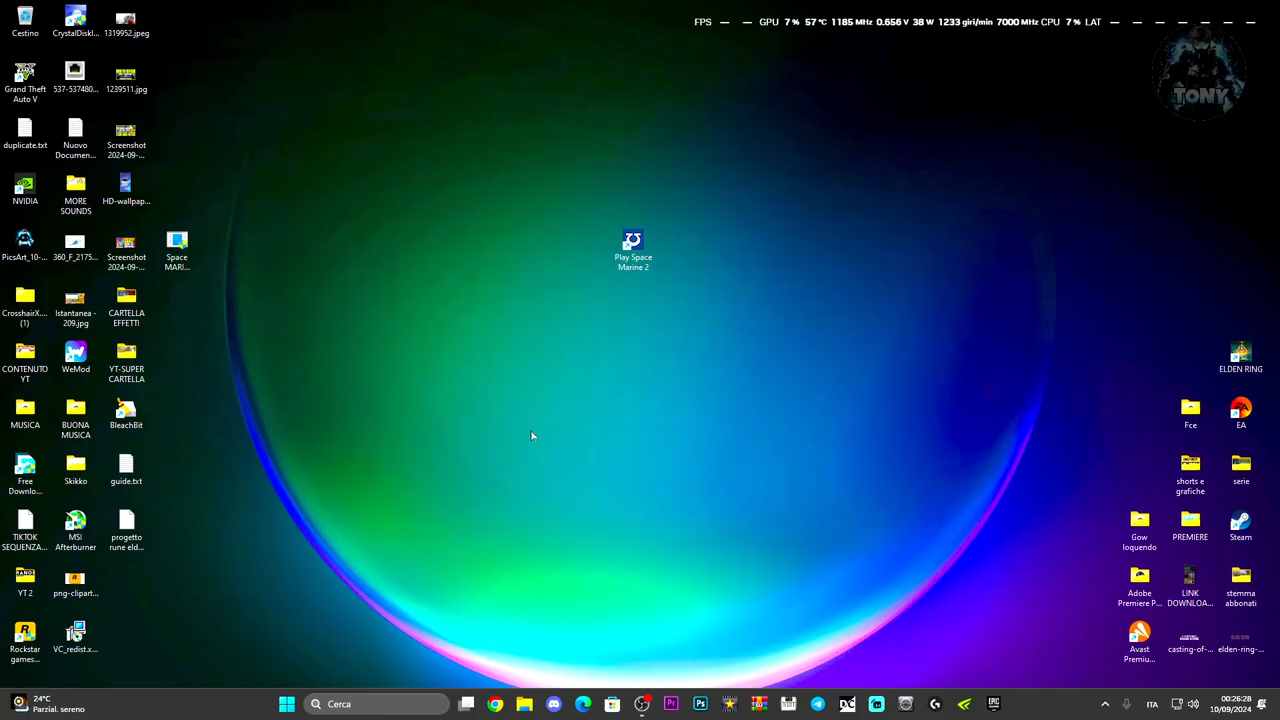 FPS — — GPU 7 % 57 °C 1185 MHz 0.656 V 38 W 1233 giri/min 7000 MHz CPU 7 % LAT — — — — — — —
TONY
Cestino
CrystalDiskI...
1319952.jpeg
Grand Theft
Auto V
537-537480...
1239511.jpg
duplicate.txt
Nuovo
Documen...
Screenshot
2024-09-...
NVIDIA
MORE
SOUNDS
HD-wallpap...
PicsArt_10-...
360_F_2175...
Screenshot
2024-09-...
Space
MARI...
Play Space
Marine 2
CrosshairX....
(1)
Istantanea -
209.jpg
CARTELLA
EFFETTI
CONTENUTO
YT
WeMod
YT-SUPER
CARTELLA
ELDEN RING
MUSICA
BUONA
MUSICA
BleachBit
Fce
EA
Free
Downlo...
Skikko
guide.txt
shorts e
grafiche
serie
TIKTOK
SEQUENZA...
MSI
Afterburner
progetto
rune eld...
Gow
loquendo
PREMIERE
Steam
YT 2
png-clipart...
Adobe
Premiere P...
LINK
DOWNLOA...
stemma
abbonati
Rockstar
games...
VC_redist.x...
Avast
Premiu...
casting-of-...
elden-ring-...
24°C
Parzial. sereno
Cerca
ITA
00:26:28
10/09/2024